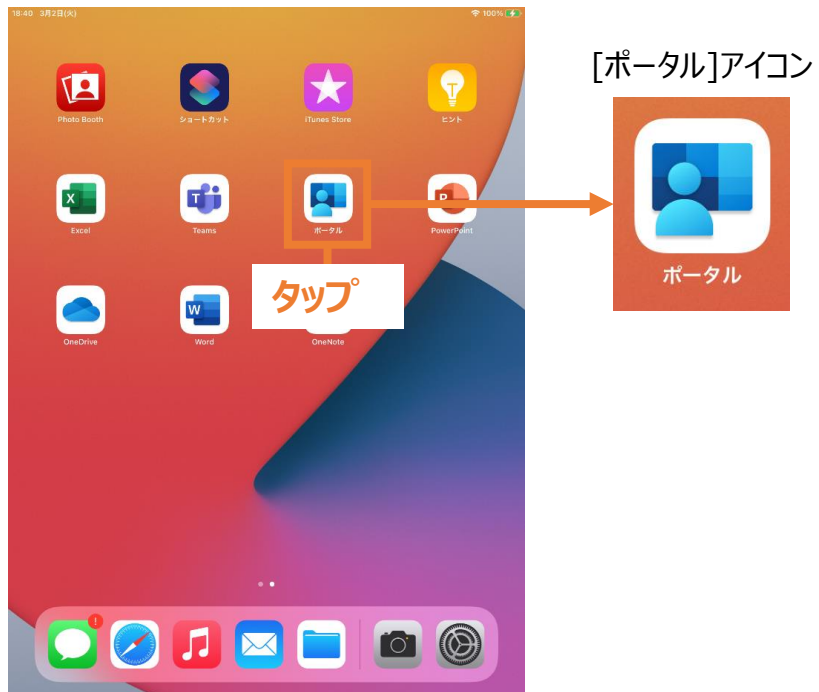 18:40 3月2日(火)
100%
[ポータル]アイコン
Photo Booth
ショートカット
iTunes Store
ヒント
Excel
Teams
ポータル
PowerPoint
ポータル
タップ
OneDrive
Word
OneNote